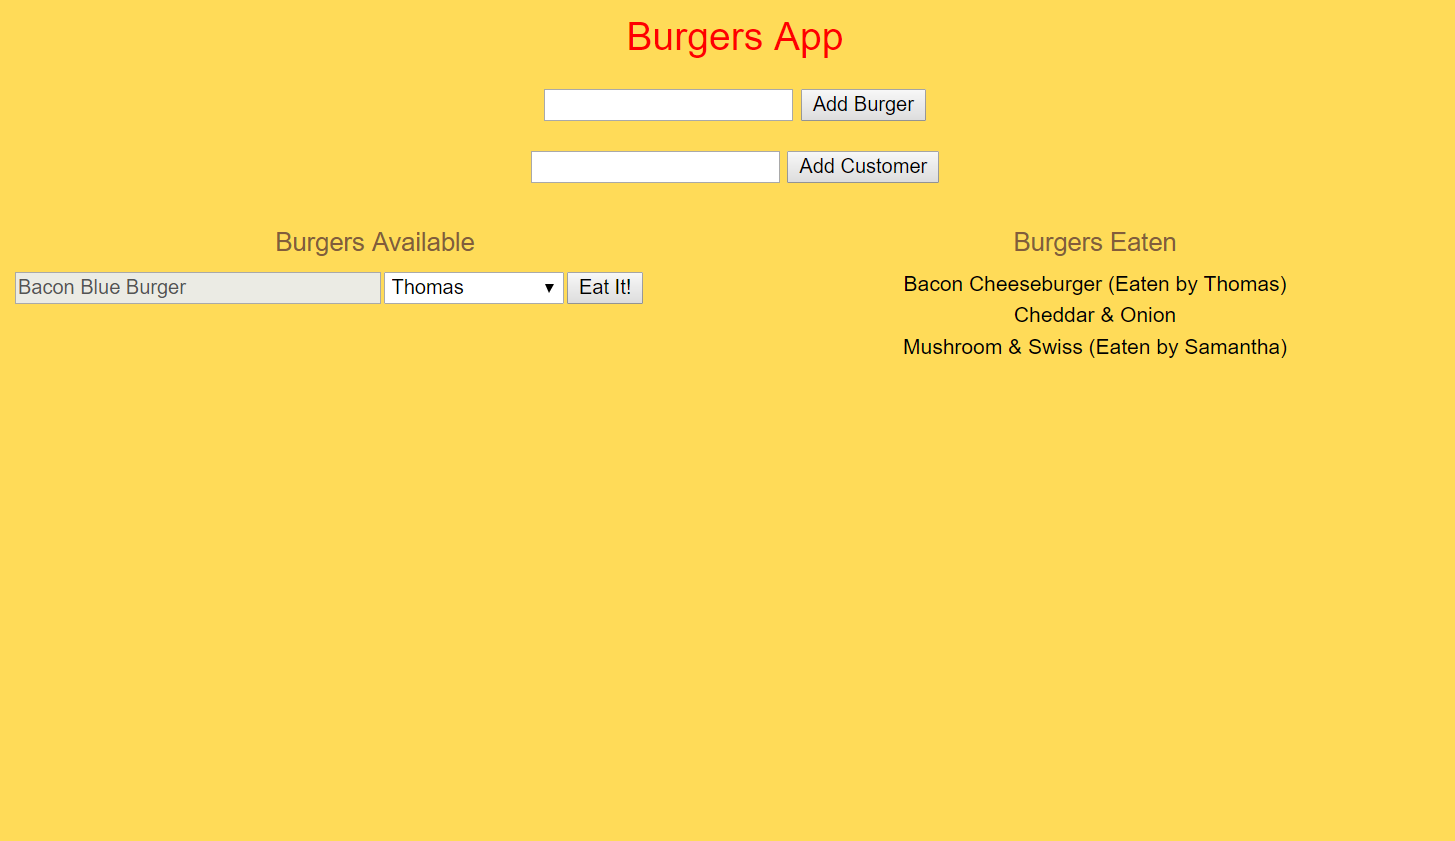 Burgers App
Add Burger
Add Customer
Burgers Available
Bacon Blue Burger Thomas Eat It!
Burgers Eaten
Bacon Cheeseburger (Eaten by Thomas)
Cheddar & Onion
Mushroom & Swiss (Eaten by Samantha)